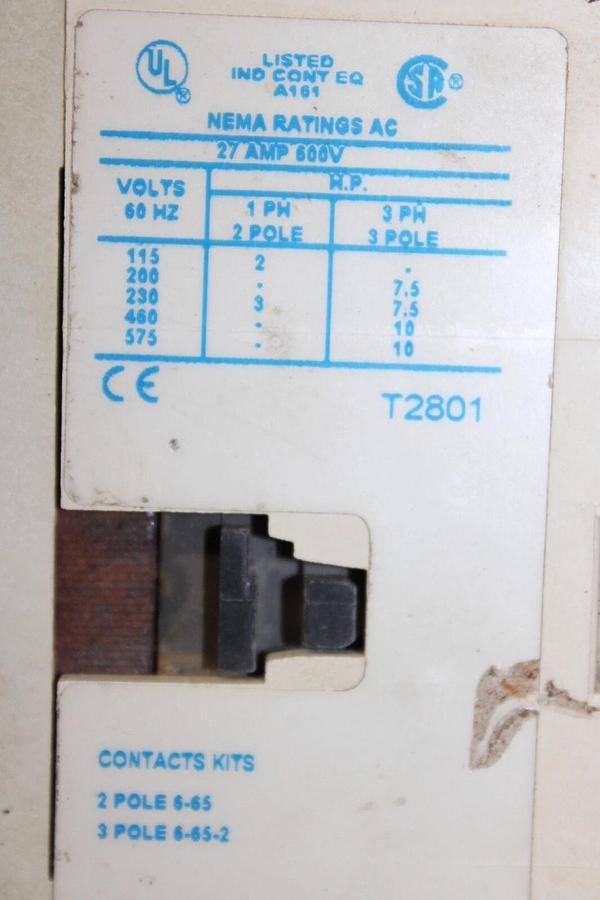 UL ®
LISTED
IND CONT EQ
A161
SA ®
NEMA RATINGS AC
27 AMP 600V
VOLTS
60 HZ
H.P.
1 PH
2 POLE
3 PH
3 POLE
115 2 -
200 - 7.5
230 3 7.5
460 - 10
575 - 10
CE
T2801
CONTACTS KITS
2 POLE 6-65
3 POLE 6-65-2